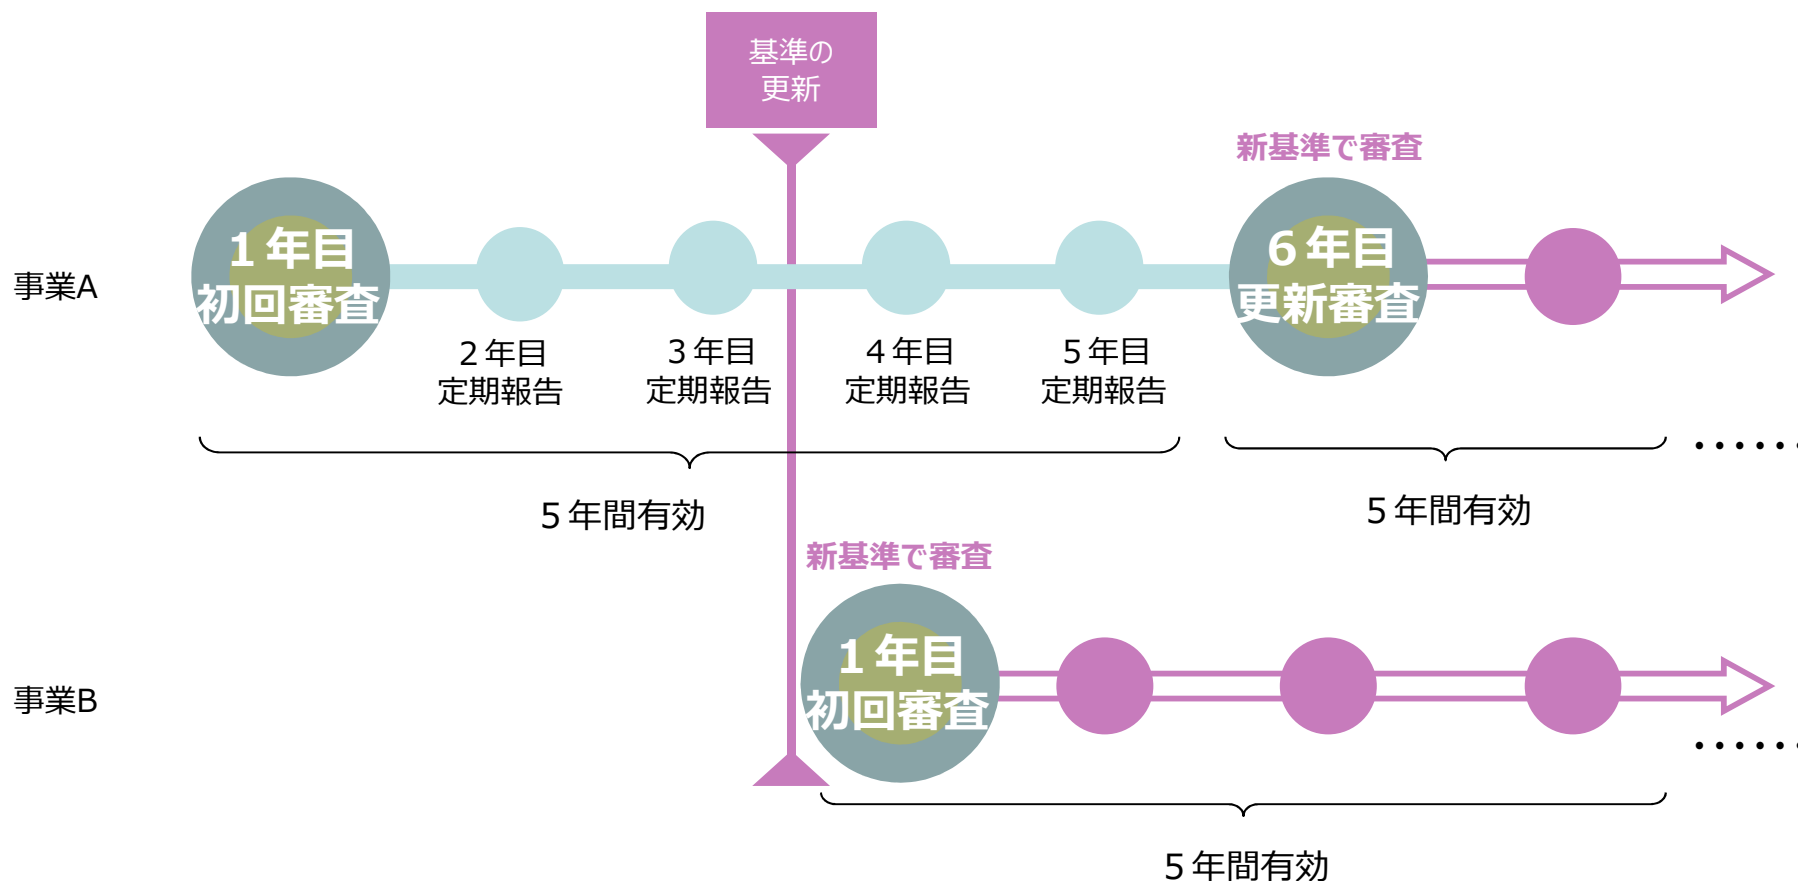 基準の
更新
新基準で審査
事業A
１年目
初回審査
２年目
定期報告
３年目
定期報告
４年目
定期報告
５年目
定期報告
６年目
更新審査
５年間有効
５年間有効
・・・・・・
新基準で審査
事業B
１年目
初回審査
・・・・・・
５年間有効